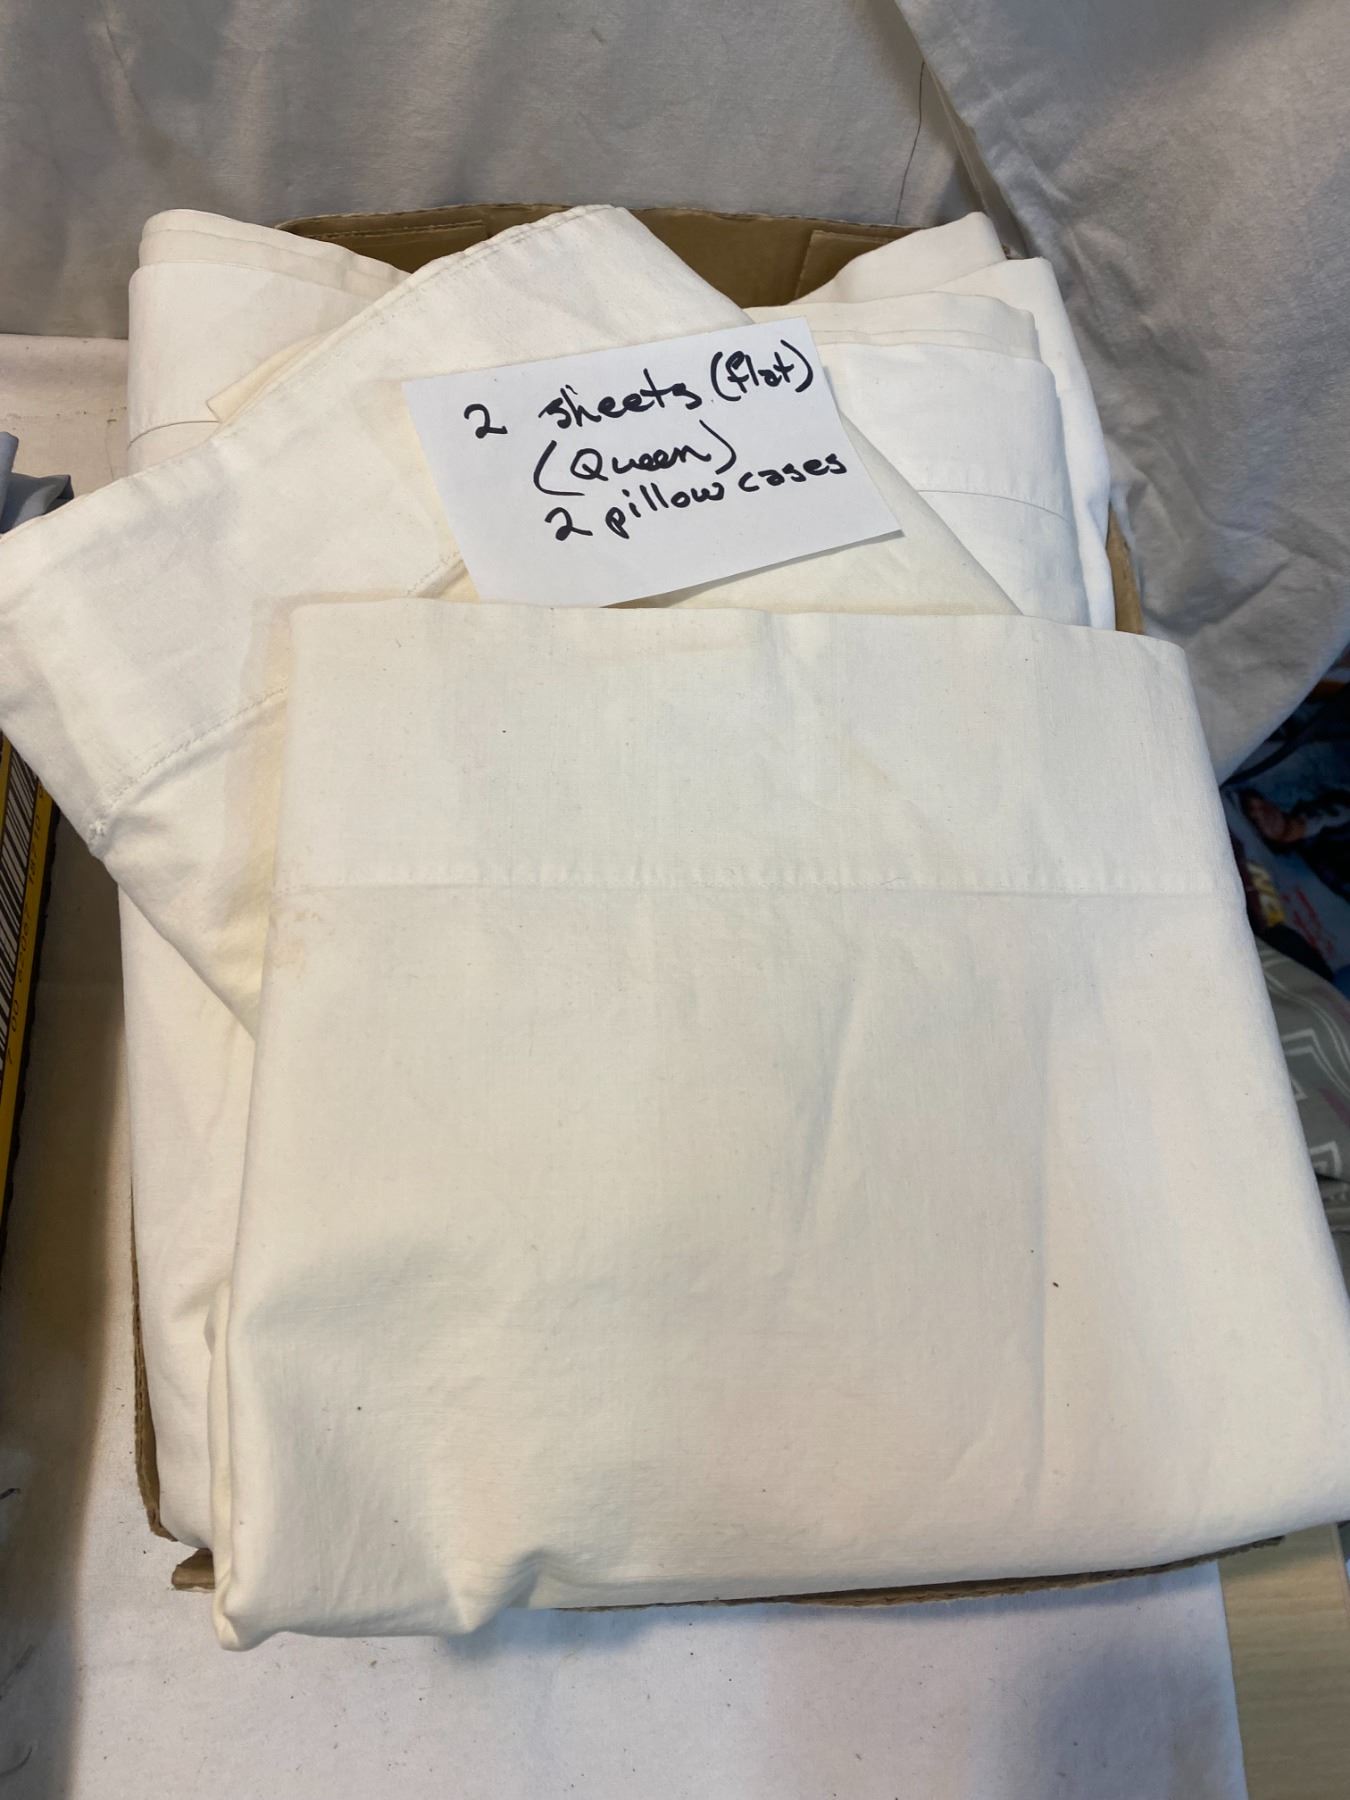 2 sheets (flat)
(Queen)
2 pillow cases